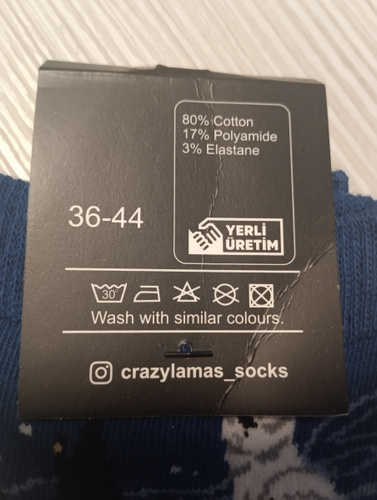 80% Cotton
17% Polyamide
3% Elastane
36-44
YERLİ
ÜRETİM
30°
Wash with similar colours.
crazylamas_socks